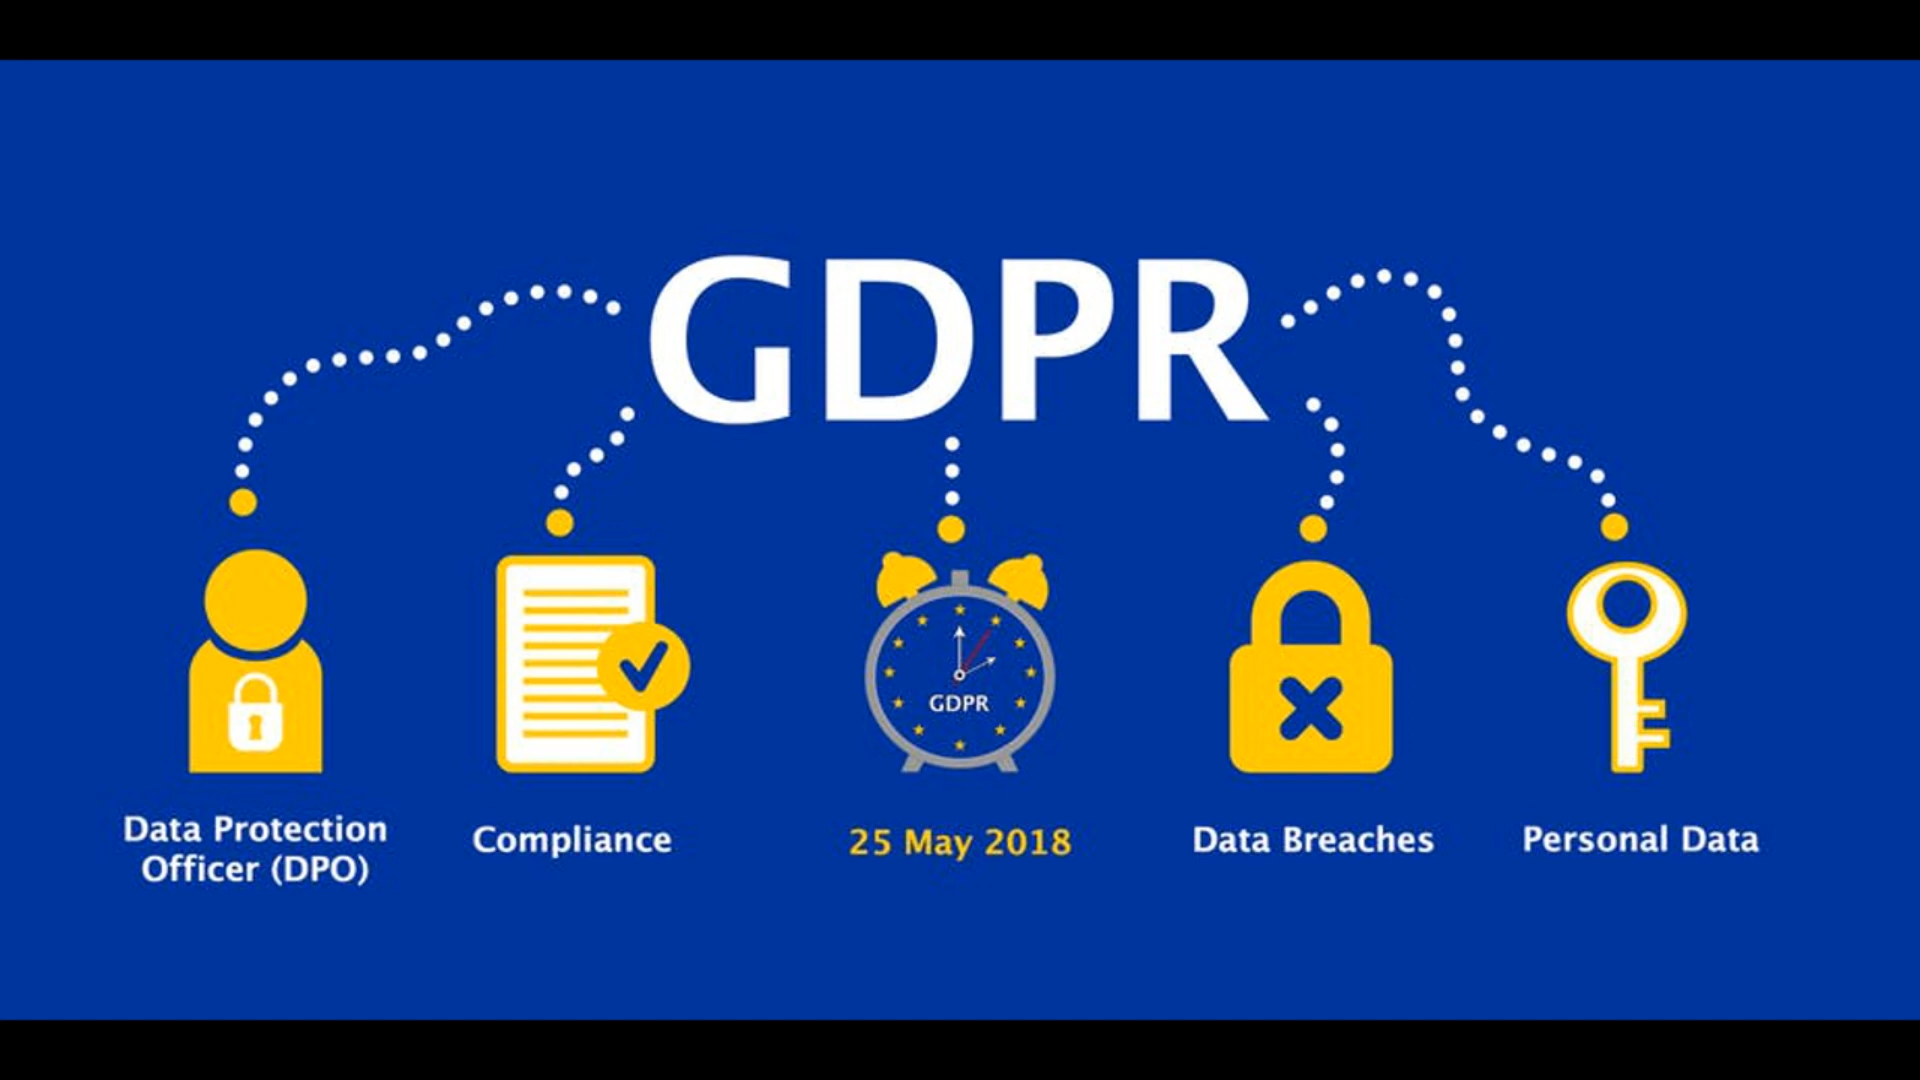 GDPR
GDPR
Data Protection
Officer (DPO)
Compliance
25 May 2018
Data Breaches
Personal Data